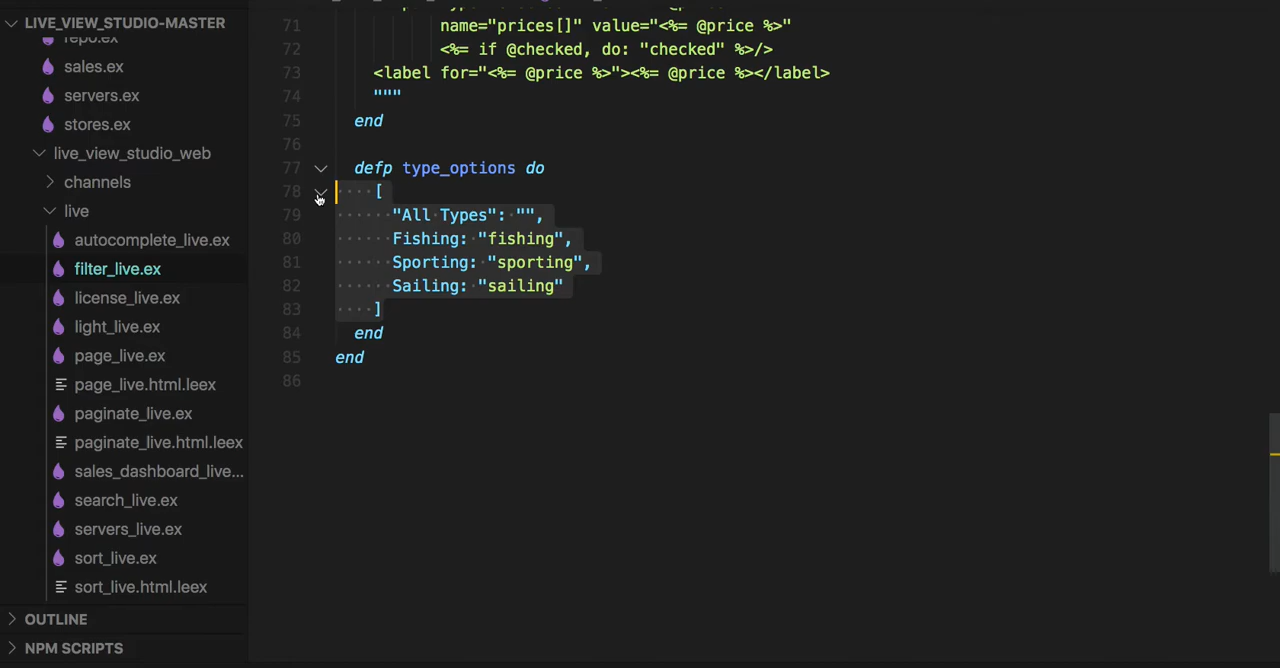 LIVE_VIEW_STUDIO-MASTER
repo.ex
sales.ex
servers.ex
stores.ex
live_view_studio_web
channels
live
autocomplete_live.ex
filter_live.ex
license_live.ex
light_live.ex
page_live.ex
page_live.html.leex
paginate_live.ex
paginate_live.html.leex
sales_dashboard_live...
search_live.ex
servers_live.ex
sort_live.ex
sort_live.html.leex
OUTLINE
NPM SCRIPTS
71 name="prices[]" value="<%= @price %>"
72 <%= if @checked, do: "checked" %>/>
73 <label for="<%= @price %>"><%= @price %></label>
74 """
75 end
76
77 defp type_options do
78 [
79 "All Types": "",
80 Fishing: "fishing",
81 Sporting: "sporting",
82 Sailing: "sailing"
83 ]
84 end
85 end
86